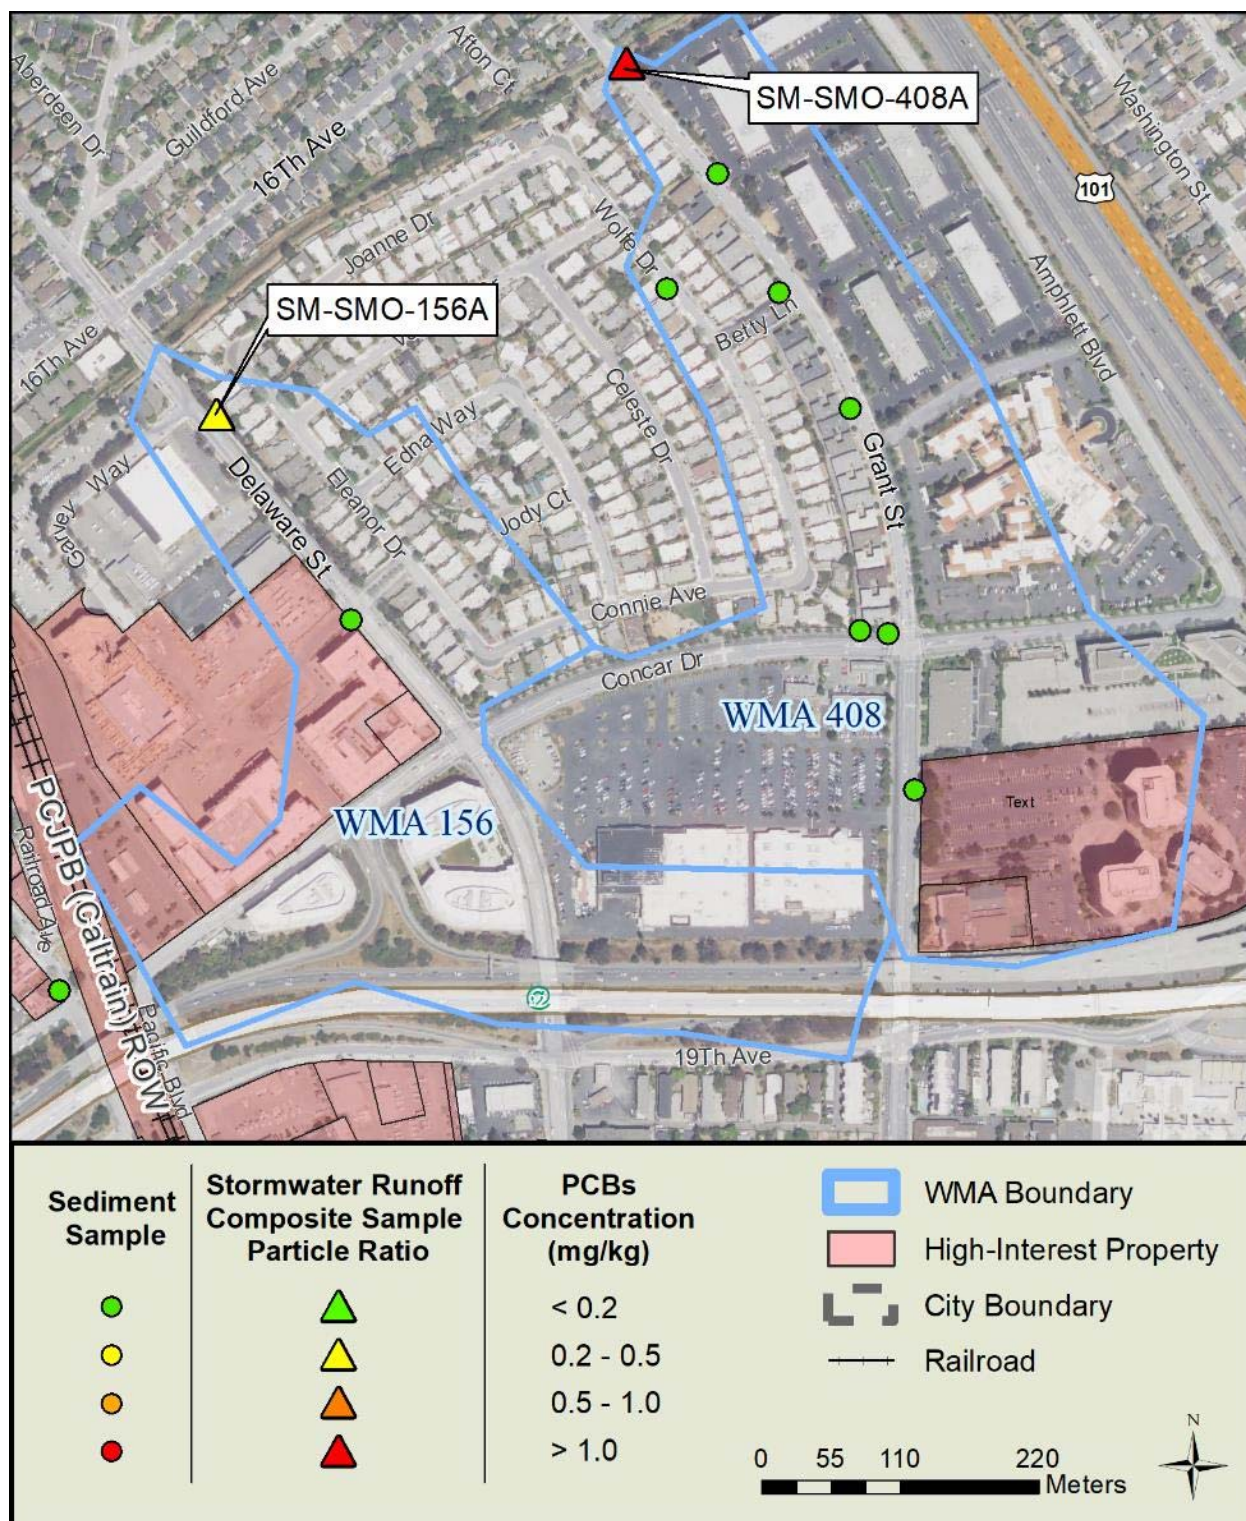 Aberdeen Dr
Guildford Ave
16Th Ave
Afton Ct
SM-SMO-408A
Washington St
101
Joanne Dr
Wolfe Dr
Amphlett Blvd
SM-SMO-156A
16Th Ave
Betty Ln
Celeste Dr
Edna Way
Grant St
Garvey Way
Delaware St
Eleanor Dr
Jody Ct
Connie Ave
Concar Dr
WMA 408
Text
WMA 156
PCJPB (Caltrain) ROW
Railroad Ave
Pacific Blvd
19Th Ave
Sediment
Sample
Stormwater Runoff
Composite Sample
Particle Ratio
PCBs
Concentration
(mg/kg)
< 0.2
0.2 - 0.5
0.5 - 1.0
> 1.0
WMA Boundary
High-Interest Property
City Boundary
Railroad
N
0 55 110 220
Meters